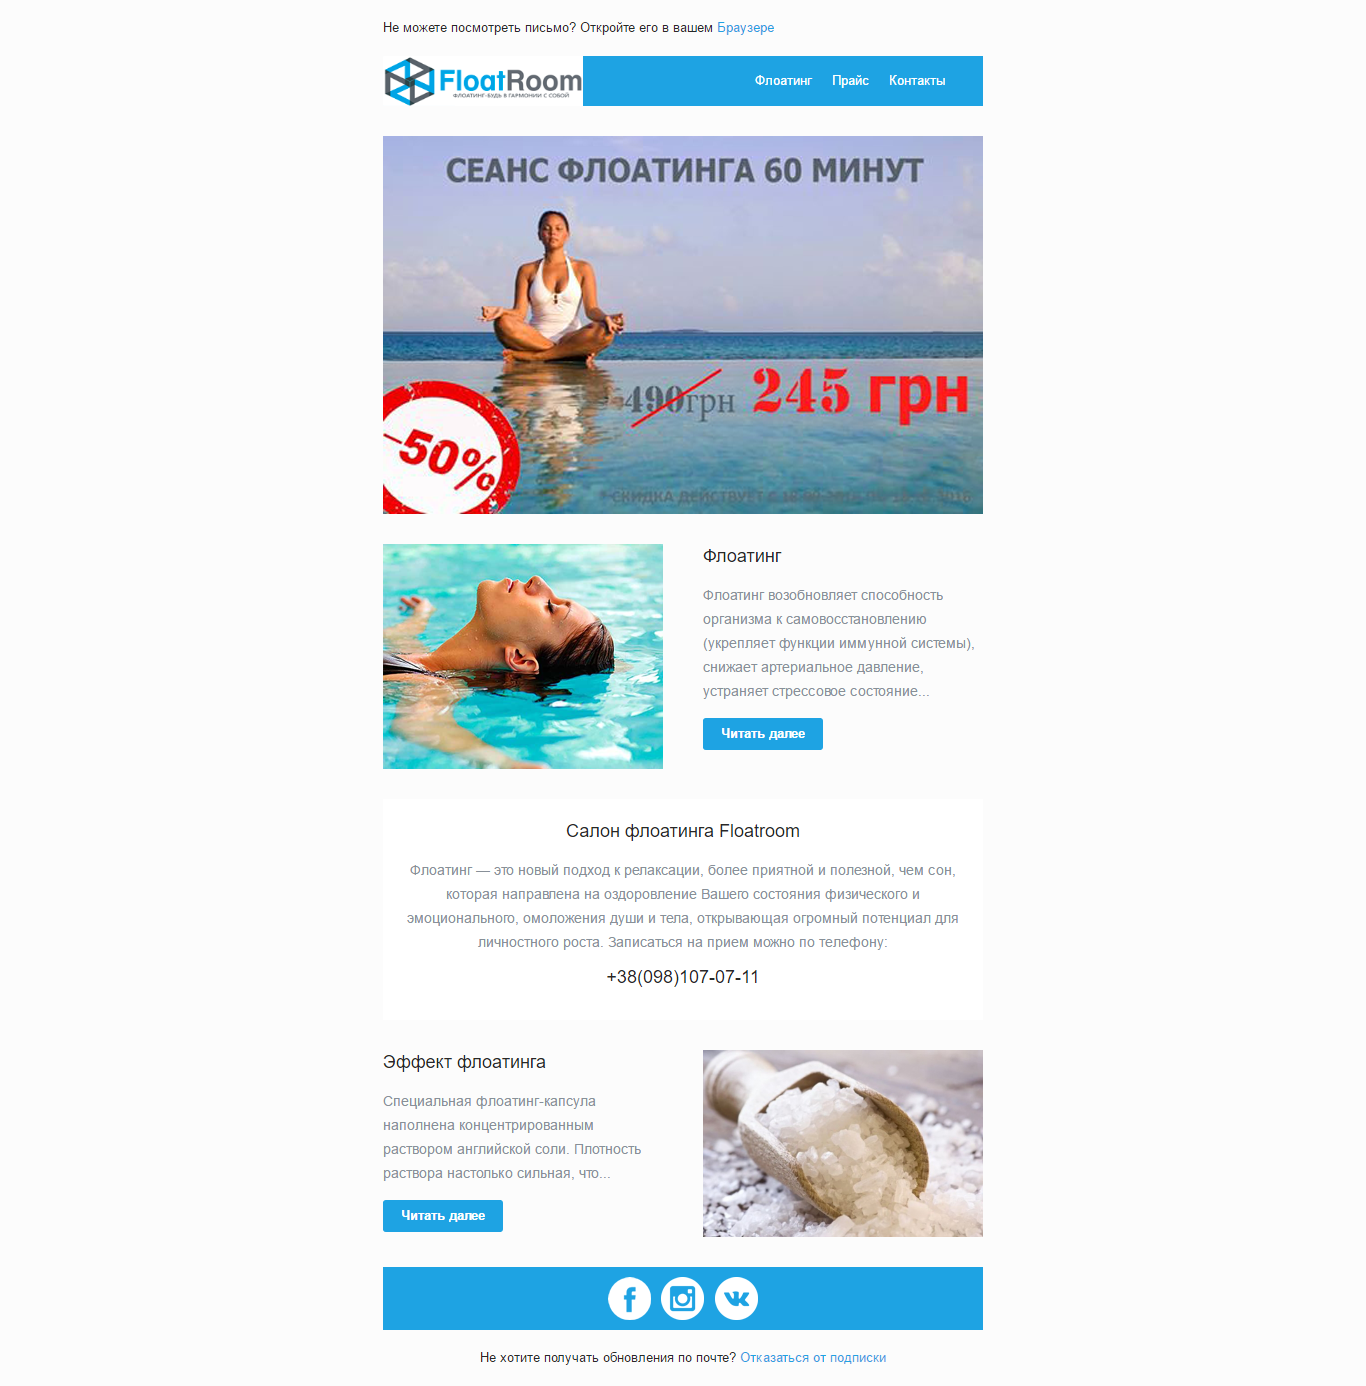 Не можете посмотреть письмо? Откройте его в вашем Браузере
FloatRoom
ФЛОАТИНГ-БУДЬ В ГАРМОНИИ С СОБОЙ
Флоатинг Прайс Контакты
СЕАНС ФЛОАТИНГА 60 МИНУТ
490грн 245 грн
-50%
* СКИДКА ДЕЙСТВУЕТ С
Флоатинг
Флоатинг возобновляет способность
организма к самовосстановлению
(укрепляет функции иммунной системы),
снижает артериальное давление,
устраняет стрессовое состояние...
Читать далее
Салон флоатинга Floatroom
Флоатинг — это новый подход к релаксации, более приятной и полезной, чем сон,
которая направлена на оздоровление Вашего состояния физического и
эмоционального, омоложения души и тела, открывающая огромный потенциал для
личностного роста. Записаться на прием можно по телефону:
+38(098)107-07-11
Эффект флоатинга
Специальная флоатинг-капсула
наполнена концентрированным
раствором английской соли. Плотность
раствора настолько сильная, что...
Читать далее
Не хотите получать обновления по почте? Отказаться от подписки